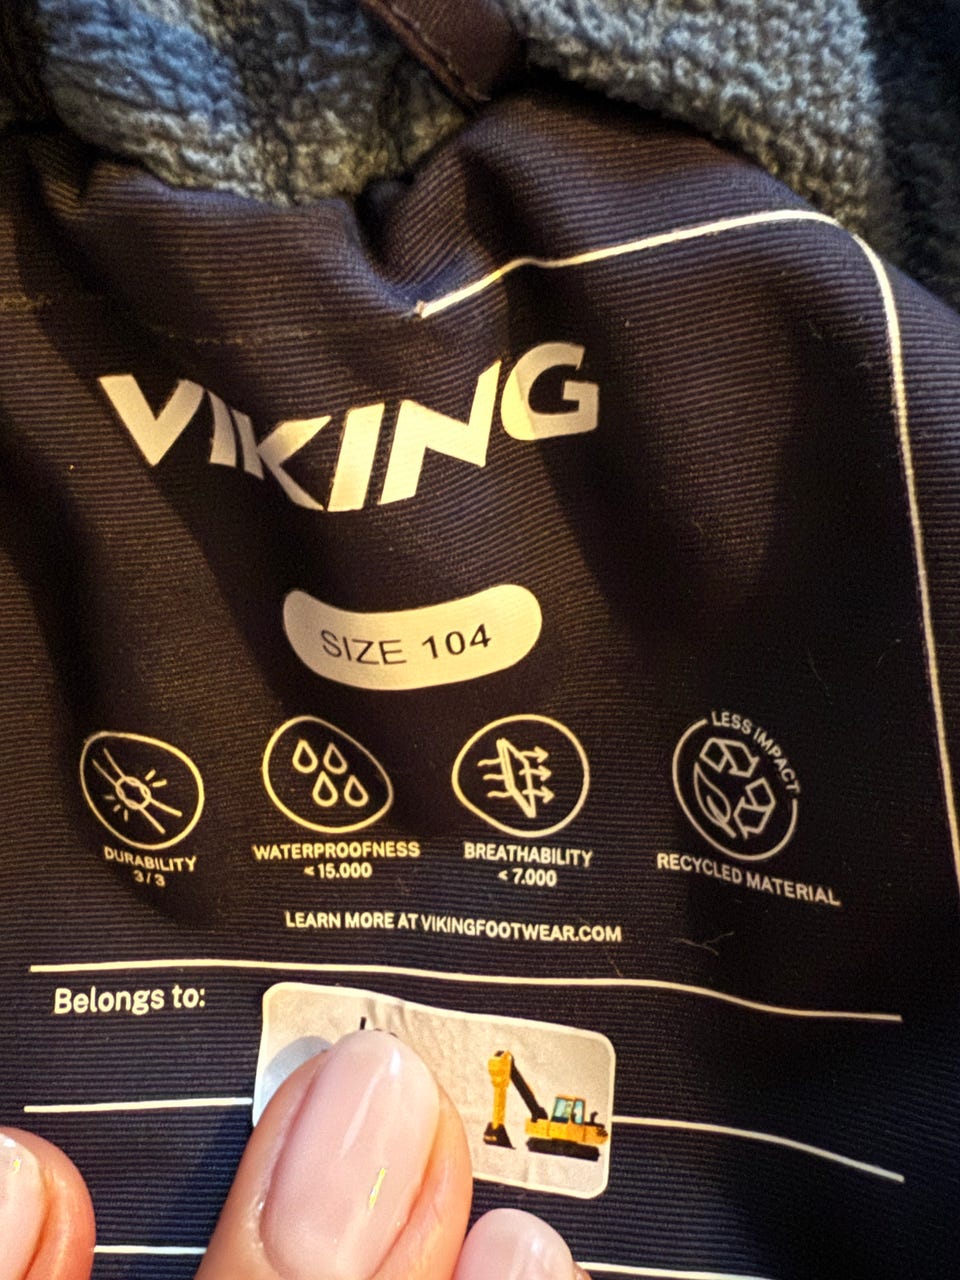 VIKING
SIZE 104
DURABILITY
3/3
WATERPROOFNESS
<15.000
BREATHABILITY
<7.000
LESS IMPACT
RECYCLED MATERIAL
LEARN MORE AT VIKINGFOOTWEAR.COM
Belongs to: